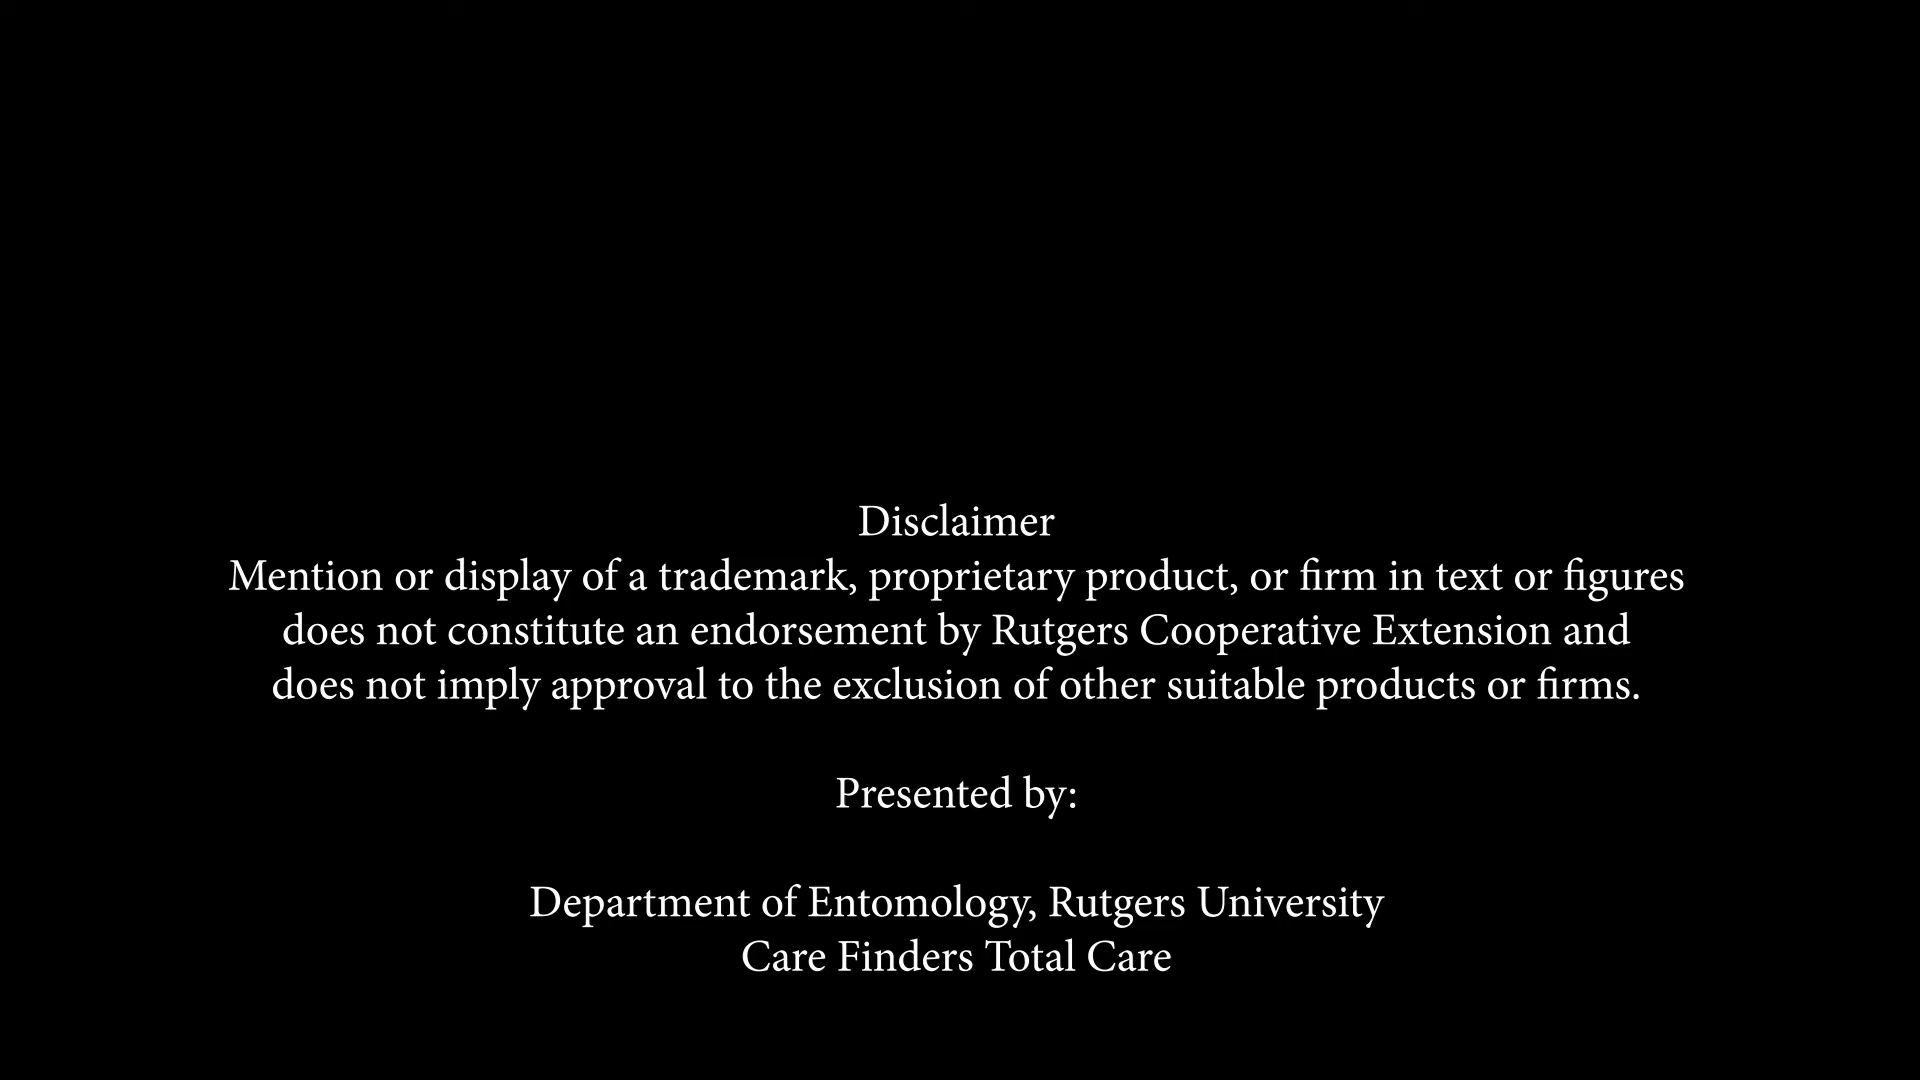 Disclaimer
Mention or display of a trademark, proprietary product, or firm in text or figures
does not constitute an endorsement by Rutgers Cooperative Extension and
does not imply approval to the exclusion of other suitable products or firms.
Presented by:
Department of Entomology, Rutgers University
Care Finders Total Care